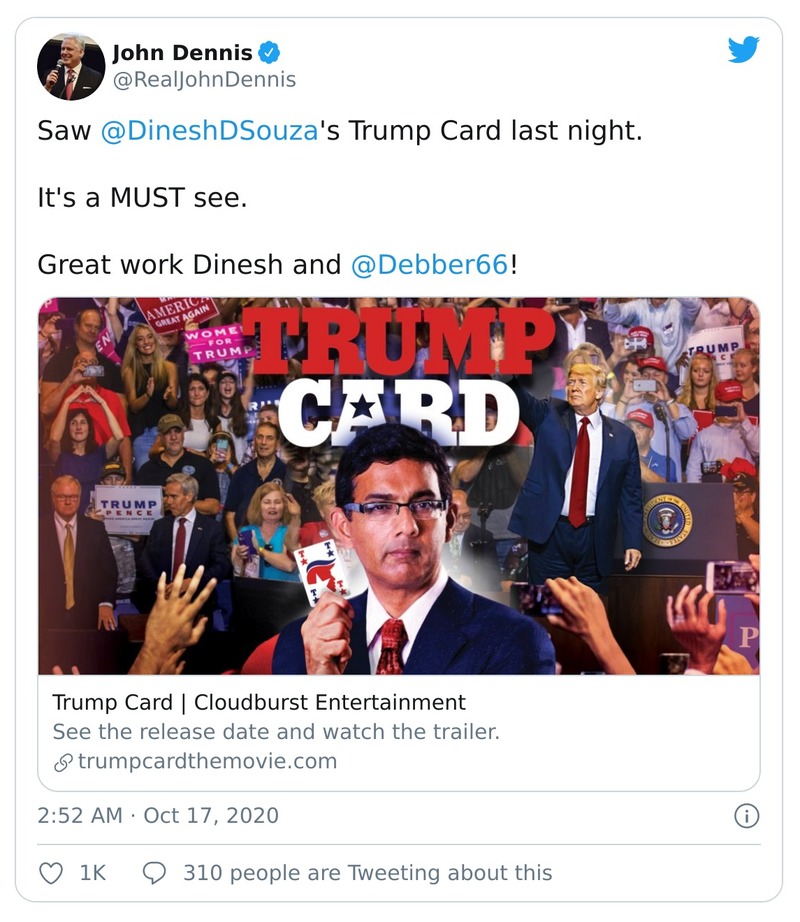 John Dennis
@RealJohnDennis
Saw @DineshDSouza's Trump Card last night.
It's a MUST see.
Great work Dinesh and @Debber66!
AMERICA
GREAT AGAIN
WOMEN
FOR
TRUMP
TRUMP
CARD
TRUMP
TRUMP
PENCE
T
T
T
P
Trump Card | Cloudburst Entertainment
See the release date and watch the trailer.
trumpcardthemovie.com
2:52 AM · Oct 17, 2020
1K 310 people are Tweeting about this